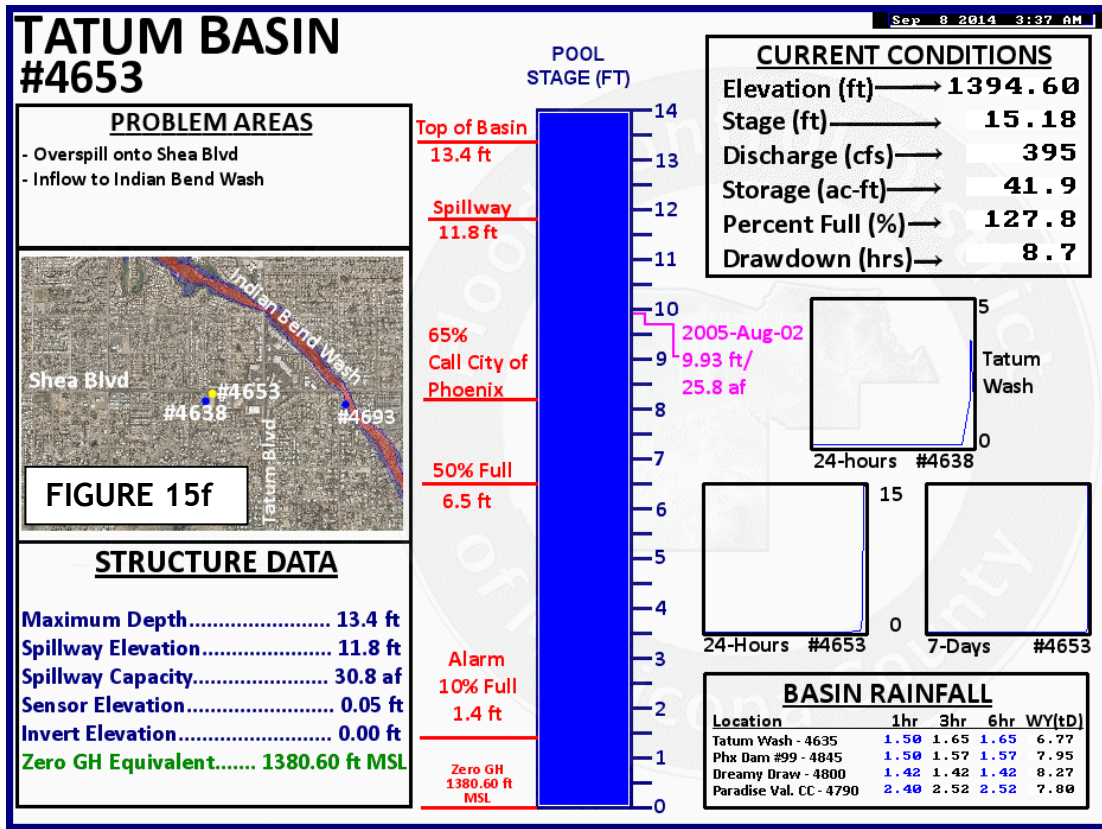 TATUM BASIN
#4653
Sep 8 2014 3:37 AM
PROBLEM AREAS
- Overspill onto Shea Blvd
- Inflow to Indian Bend Wash
Indian Bend Wash
Shea Blvd
#4653
#4638
#4693
Tatum Blvd
FIGURE 15f
STRUCTURE DATA
Maximum Depth....................... 13.4 ft
Spillway Elevation..................... 11.8 ft
Spillway Capacity...................... 30.8 af
Sensor Elevation........................ 0.05 ft
Invert Elevation......................... 0.00 ft
Zero GH Equivalent....... 1380.60 ft MSL
POOL
STAGE (FT)
Top of Basin
13.4 ft
Spillway
11.8 ft
65%
Call City of
Phoenix
50% Full
6.5 ft
Alarm
10% Full
1.4 ft
Zero GH
1380.60 ft
MSL
14
13
12
11
10
9
8
7
6
5
4
3
2
1
0
2005-Aug-02
9.93 ft/
25.8 af
CURRENT CONDITIONS
Elevation (ft) → 1394.60
Stage (ft) → 15.18
Discharge (cfs) → 395
Storage (ac-ft) → 41.9
Percent Full (%) → 127.8
Drawdown (hrs) → 8.7
5
Tatum
Wash
0
24-hours #4638
15
0
24-Hours #4653
7-Days #4653
BASIN RAINFALL
Location 1hr 3hr 6hr WY(tD)
Tatum Wash - 4635 1.50 1.65 1.65 6.77
Phx Dam #99 - 4845 1.50 1.57 1.57 7.95
Dreamy Draw - 4800 1.42 1.42 1.42 8.27
Paradise Val. CC - 4790 2.40 2.52 2.52 7.80